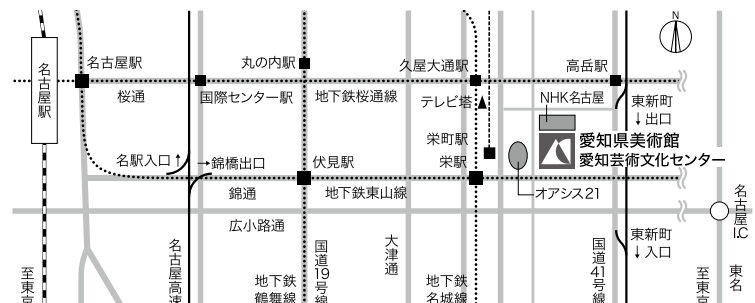 N
名古屋駅
名古屋駅
丸の内駅
久屋大通駅
高岳駅
桜通
国際センター駅
地下鉄桜通線
テレビ塔
NHK名古屋
東新町
↓出口
愛知県美術館
愛知芸術文化センター
栄町駅
栄駅
名駅入口↑
→錦橋出口
伏見駅
錦通
地下鉄東山線
オアシス21
広小路通
名古屋I.C
東名
至東京
名古屋高速
地下鉄
鶴舞線
国道19号線
大津通
地下鉄
名城線
国道41号線
東新町
↓入口
至東京